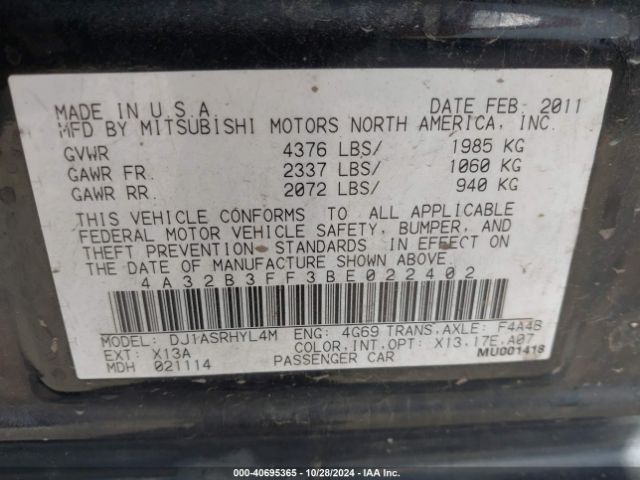 MADE IN U S A DATE FEB. 2011
MFD BY MITSUBISHI MOTORS NORTH AMERICA, INC.
GVWR 4376 LBS/ 1985 KG
GAWR FR. 2337 LBS/ 1060 KG
GAWR RR. 2072 LBS/ 940 KG
THIS VEHICLE CONFORMS TO ALL APPLICABLE
FEDERAL MOTOR VEHICLE SAFETY, BUMPER, AND
THEFT PREVENTION STANDARDS IN EFFECT ON
THE DATE OF MANUFACTURE SHOWN ABOVE.
4A32B3FF3BE022402
MODEL: DJ1ASRHYL4M ENG: 4G69 TRANS,AXLE: F4A4B
EXT: X13A COLOR,INT,OPT: X13.17E.A07
MDH 021114 PASSENGER CAR MU001418
000-40695365 - 10/28/2024 - IAAI.com